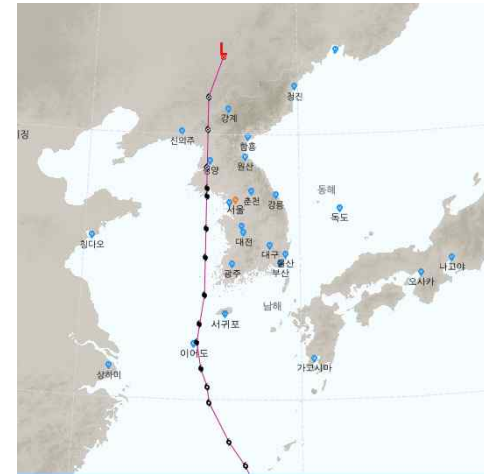 L
강계
청진
신의주
함흥
원산
평양
징
동해
서울
춘천
강릉
독도
칭다오
대전
대구
울산
광주
부산
나고야
오사카
남해
서귀포
이어도
가고시마
상하이